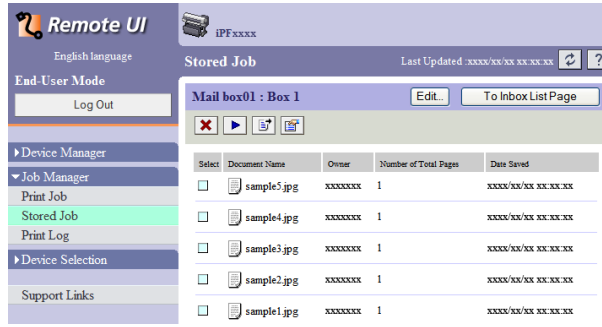 Remote UI
English language
End-User Mode
Log Out
Device Manager
Job Manager
Print Job
Stored Job
Print Log
Device Selection
Support Links
iPFxxxx
Stored Job
Last Updated :xxxx/xx/xx xx:xx:xx
?
Mail box01 : Box 1
Edit...
To Inbox List Page
Select Document Name Owner Number of Total Pages Date Saved
sample5.jpg xxxxxxx 1 xxxx/xx/xx xx:xx:xx
sample4.jpg xxxxxxx 1 xxxx/xx/xx xx:xx:xx
sample3.jpg xxxxxxx 1 xxxx/xx/xx xx:xx:xx
sample2.jpg xxxxxxx 1 xxxx/xx/xx xx:xx:xx
sample1.jpg xxxxxxx 1 xxxx/xx/xx xx:xx:xx